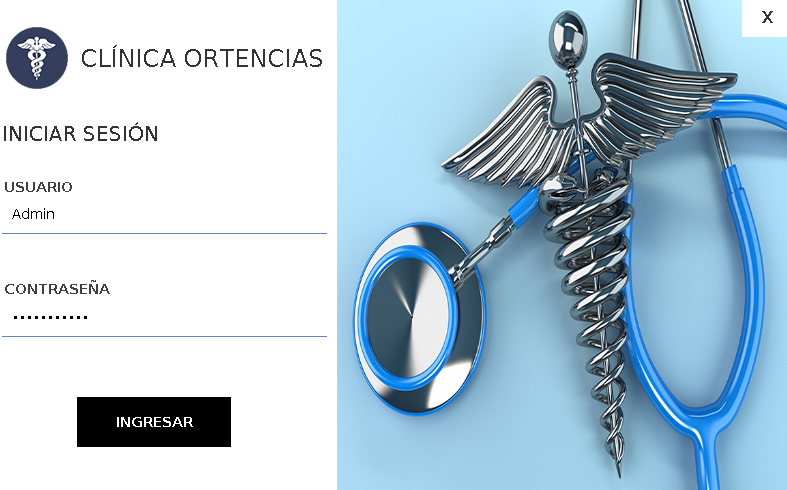 CLÍNICA ORTENCIAS
X
INICIAR SESIÓN
USUARIO
Admin
CONTRASEÑA
•••••••••••
INGRESAR